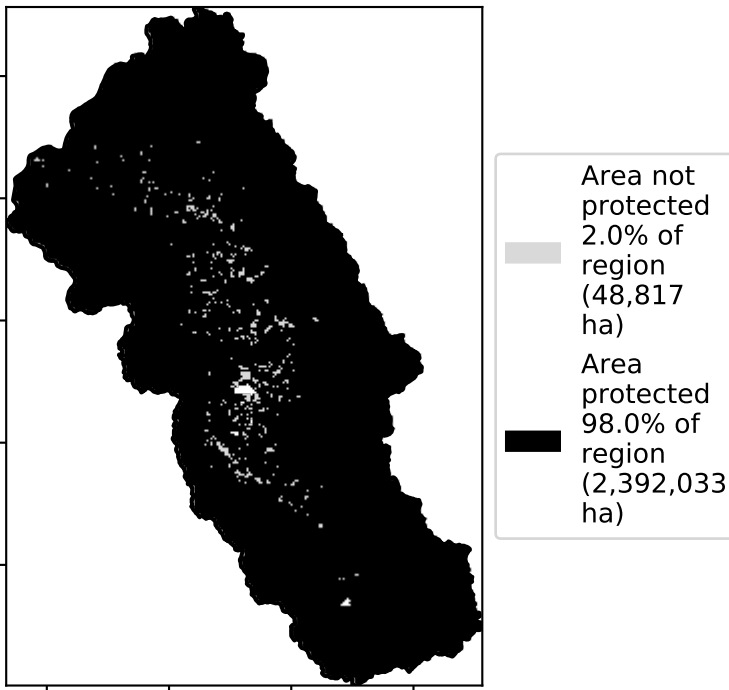 Area not
protected
2.0% of
region
(48,817
ha)
Area
protected
98.0% of
region
(2,392,033
ha)